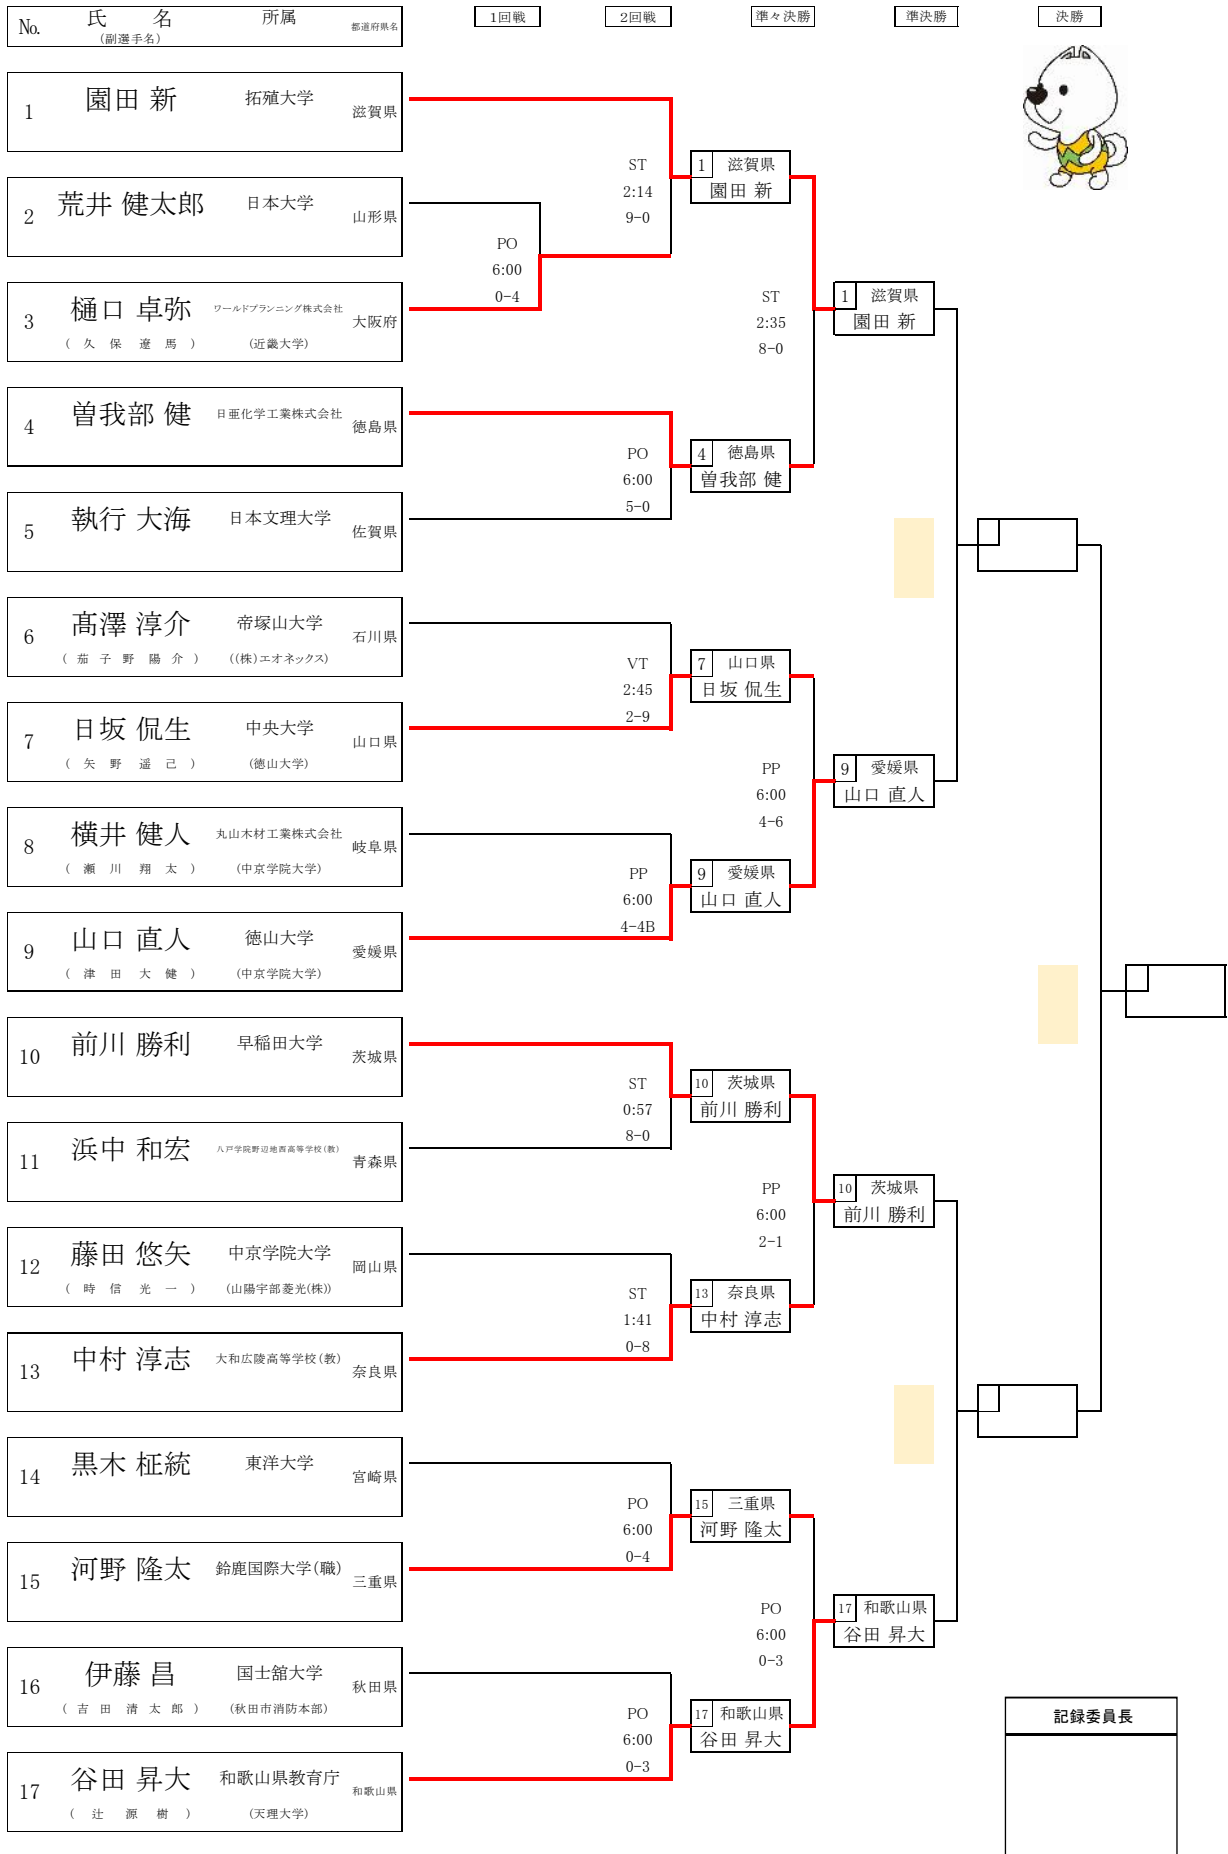 No. 氏 名 所属 都道府県名
(副選手名)
1回戦 2回戦 準々決勝 準決勝 決勝
1 園田 新 拓殖大学 滋賀県
2 荒井 健太郎 日本大学 山形県
3 樋口 卓弥 ワールドプランニング株式会社 大阪府
( 久 保 遼 馬 ) (近畿大学)
4 曽我部 健 日亜化学工業株式会社 徳島県
5 執行 大海 日本文理大学 佐賀県
6 髙澤 淳介 帝塚山大学 石川県
( 茄 子 野 陽 介 ) ((株)エオネックス)
7 日坂 侃生 中央大学 山口県
( 矢 野 遥 己 ) (徳山大学)
8 横井 健人 丸山木材工業株式会社 岐阜県
( 瀬 川 翔 太 ) (中京学院大学)
9 山口 直人 徳山大学 愛媛県
( 津 田 大 健 ) (中京学院大学)
10 前川 勝利 早稲田大学 茨城県
11 浜中 和宏 八戸学院野辺地西高等学校(教) 青森県
12 藤田 悠矢 中京学院大学 岡山県
( 時 信 光 一 ) (山陽宇部菱光(株))
13 中村 淳志 大和広陵高等学校(教) 奈良県
14 黒木 柾統 東洋大学 宮崎県
15 河野 隆太 鈴鹿国際大学(職) 三重県
16 伊藤 昌 国士舘大学 秋田県
( 吉 田 清 太 郎 ) (秋田市消防本部)
17 谷田 昇大 和歌山県教育庁 和歌山県
( 辻 源 樹 ) (天理大学)
PO
6:00
0-4
ST
2:14
9-0
PO
6:00
5-0
VT
2:45
2-9
PP
6:00
4-4B
ST
0:57
8-0
ST
1:41
0-8
PO
6:00
0-4
PO
6:00
0-3
1 滋賀県
園田 新
4 徳島県
曽我部 健
7 山口県
日坂 侃生
9 愛媛県
山口 直人
10 茨城県
前川 勝利
13 奈良県
中村 淳志
15 三重県
河野 隆太
17 和歌山県
谷田 昇大
ST
2:35
8-0
PP
6:00
4-6
PP
6:00
2-1
PO
6:00
0-3
1 滋賀県
園田 新
9 愛媛県
山口 直人
10 茨城県
前川 勝利
17 和歌山県
谷田 昇大
記録委員長